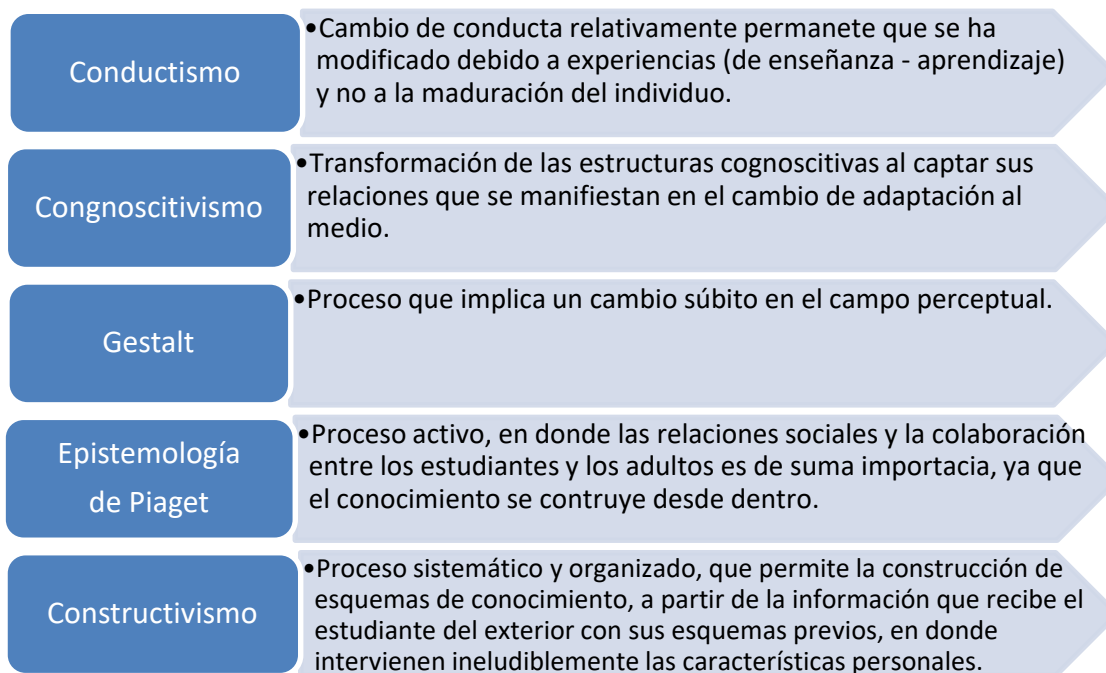 Conductismo
•Cambio de conducta relativamente permanete que se ha
modificado debido a experiencias (de enseñanza - aprendizaje)
y no a la maduración del individuo.
Congnoscitivismo
•Transformación de las estructuras cognoscitivas al captar sus
relaciones que se manifiestan en el cambio de adaptación al
medio.
Gestalt
•Proceso que implica un cambio súbito en el campo perceptual.
Epistemología
de Piaget
•Proceso activo, en donde las relaciones sociales y la colaboración
entre los estudiantes y los adultos es de suma importacia, ya que
el conocimiento se contruye desde dentro.
Constructivismo
•Proceso sistemático y organizado, que permite la construcción de
esquemas de conocimiento, a partir de la información que recibe el
estudiante del exterior con sus esquemas previos, en donde
intervienen ineludiblemente las características personales.